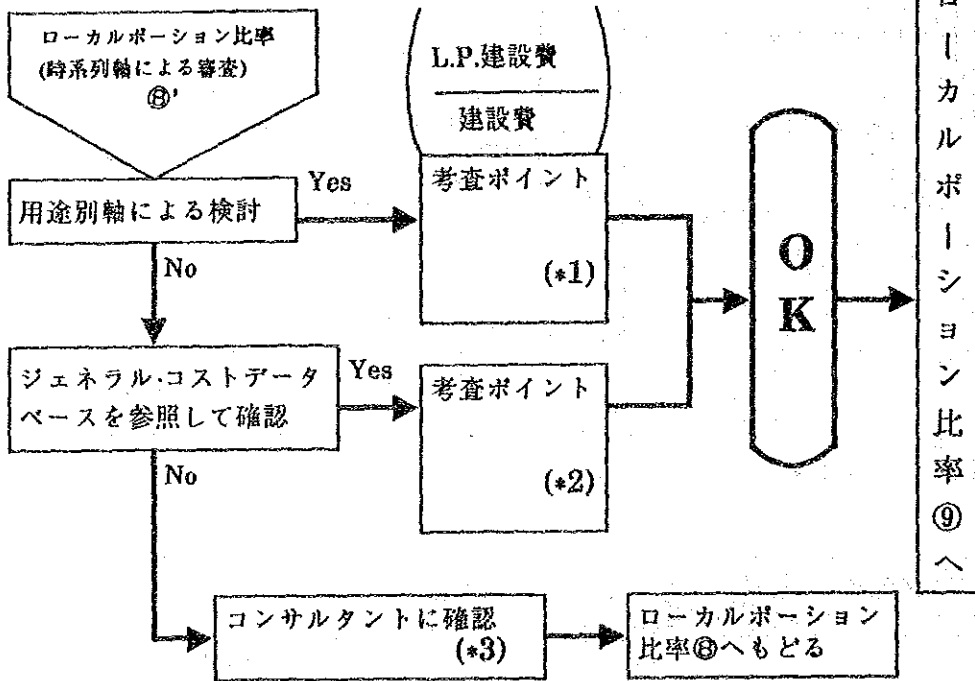 ローカルポーション比率
(時系列軸による審査)
⑧'
L.P.建設費
建設費
用途別軸による検討
Yes
考査ポイント
(*1)
No
ジェネラル・コストデータ
ベースを参照して確認
Yes
考査ポイント
(*2)
No
OK
コンサルタントに確認
(*3)
ローカルポーション
比率⑧へもどる
ローカルポーション比率⑨へ